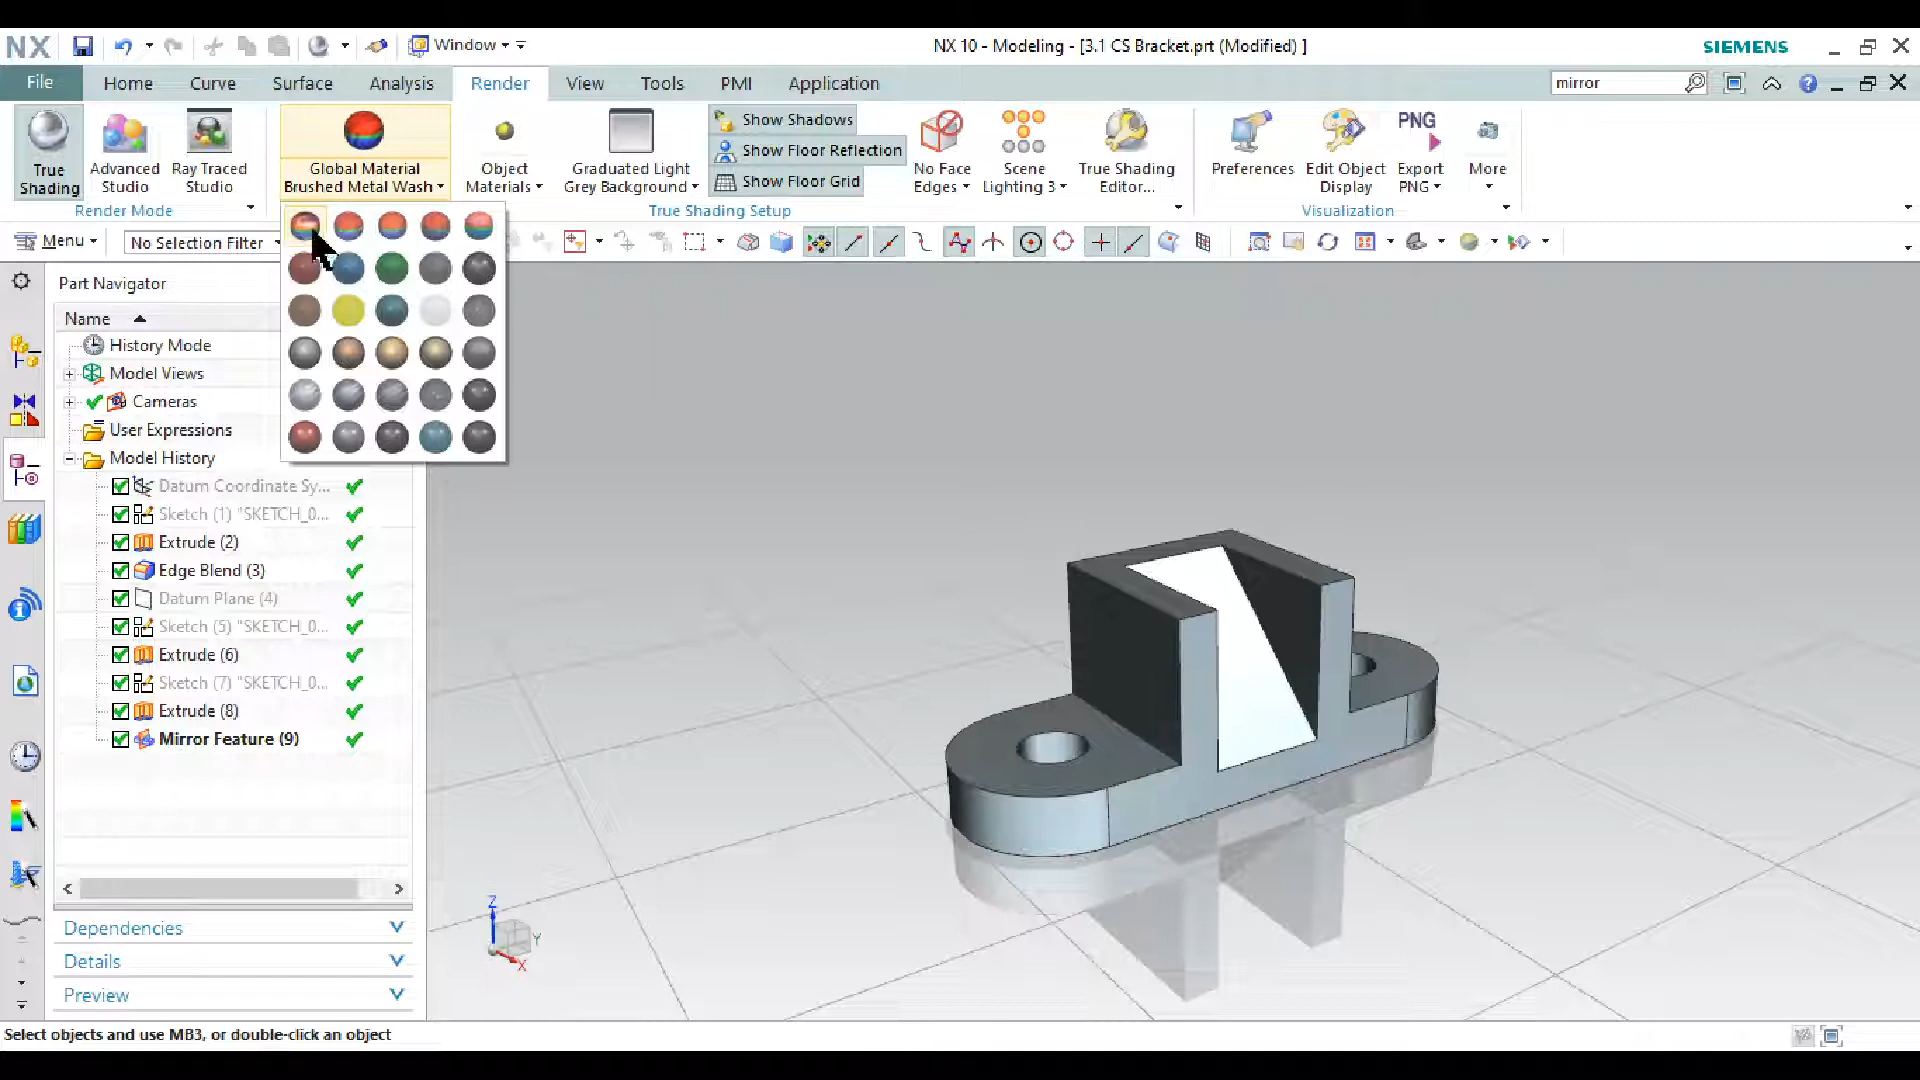 NX
Window
NX 10 - Modeling - [3.1 CS Bracket.prt (Modified) ]
SIEMENS
File
Home
Curve
Surface
Analysis
Render
View
Tools
PMI
Application
mirror
True
Shading
Advanced
Studio
Ray Traced
Studio
Render Mode
Global Material
Brushed Metal Wash
Object
Materials
Graduated Light
Grey Background
Show Shadows
Show Floor Reflection
Show Floor Grid
No Face
Edges
Scene
Lighting 3
True Shading
Editor...
True Shading Setup
Preferences
Edit Object
Display
PNG
Export
PNG
More
Visualization
Menu
No Selection Filter
Part Navigator
Name
History Mode
Model Views
Cameras
User Expressions
Model History
Datum Coordinate Sy...
Sketch (1) "SKETCH_0...
Extrude (2)
Edge Blend (3)
Datum Plane (4)
Sketch (5) "SKETCH_0...
Extrude (6)
Sketch (7) "SKETCH_0...
Extrude (8)
Mirror Feature (9)
Dependencies
Details
Preview
Z
Y
X
Select objects and use MB3, or double-click an object